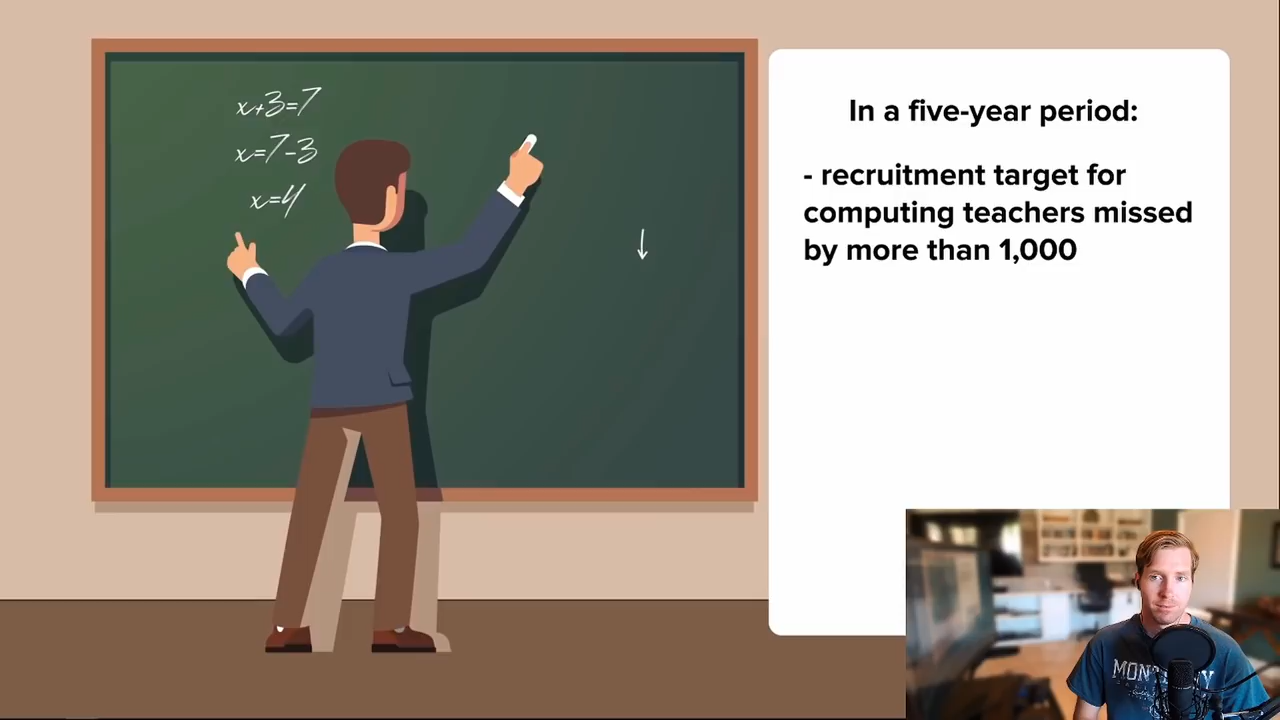 x+3=7
x=7-3
x=4
↓
In a five-year period:
- recruitment target for
computing teachers missed
by more than 1,000